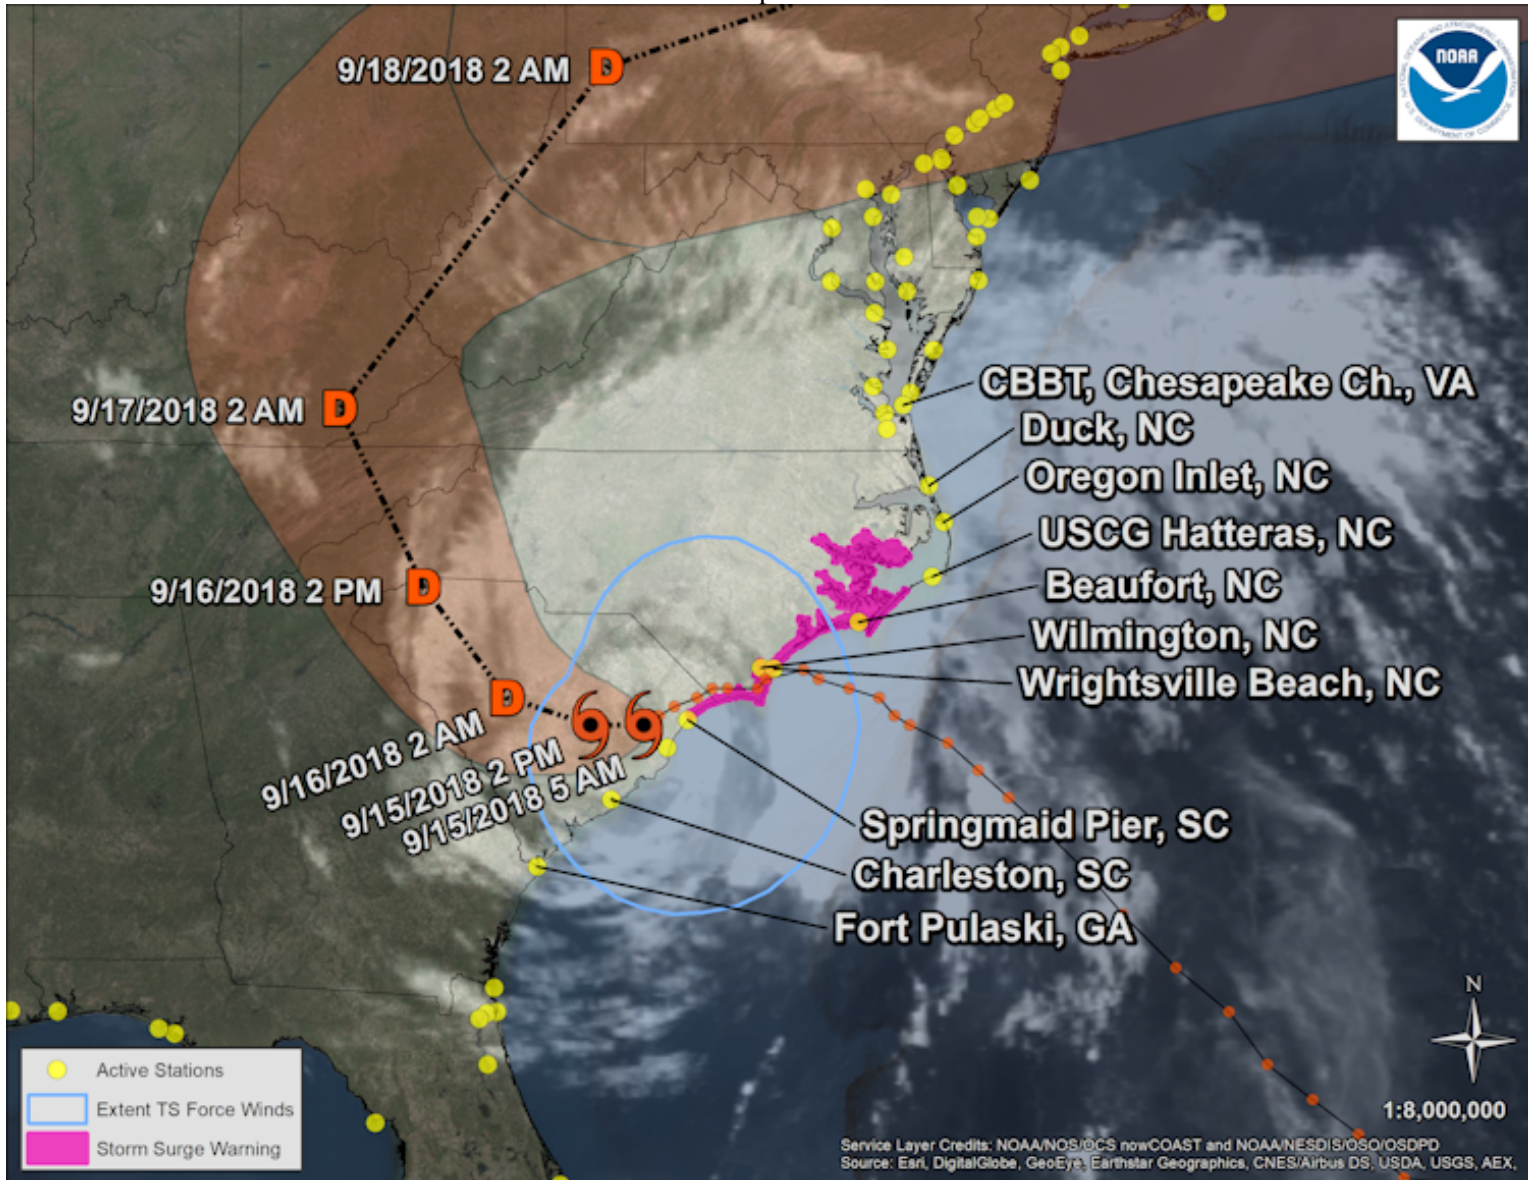 9/18/2018 2 AM
D
NOAA
9/17/2018 2 AM
D
CBBT, Chesapeake Ch., VA
Duck, NC
Oregon Inlet, NC
USCG Hatteras, NC
9/16/2018 2 PM
D
Beaufort, NC
Wilmington, NC
Wrightsville Beach, NC
D
9/16/2018 2 AM
9/15/2018 2 PM
9/15/2018 5 AM
Springmaid Pier, SC
Charleston, SC
Fort Pulaski, GA
N
Active Stations
Extent TS Force Winds
Storm Surge Warning
1:8,000,000
Service Layer Credits: NOAA/NOS/OCS nowCOAST and NOAA/NESDIS/OSO/OSDPD
Source: Esri, DigitalGlobe, GeoEye, Earthstar Geographics, CNES/Airbus DS, USDA, USGS, AEX,